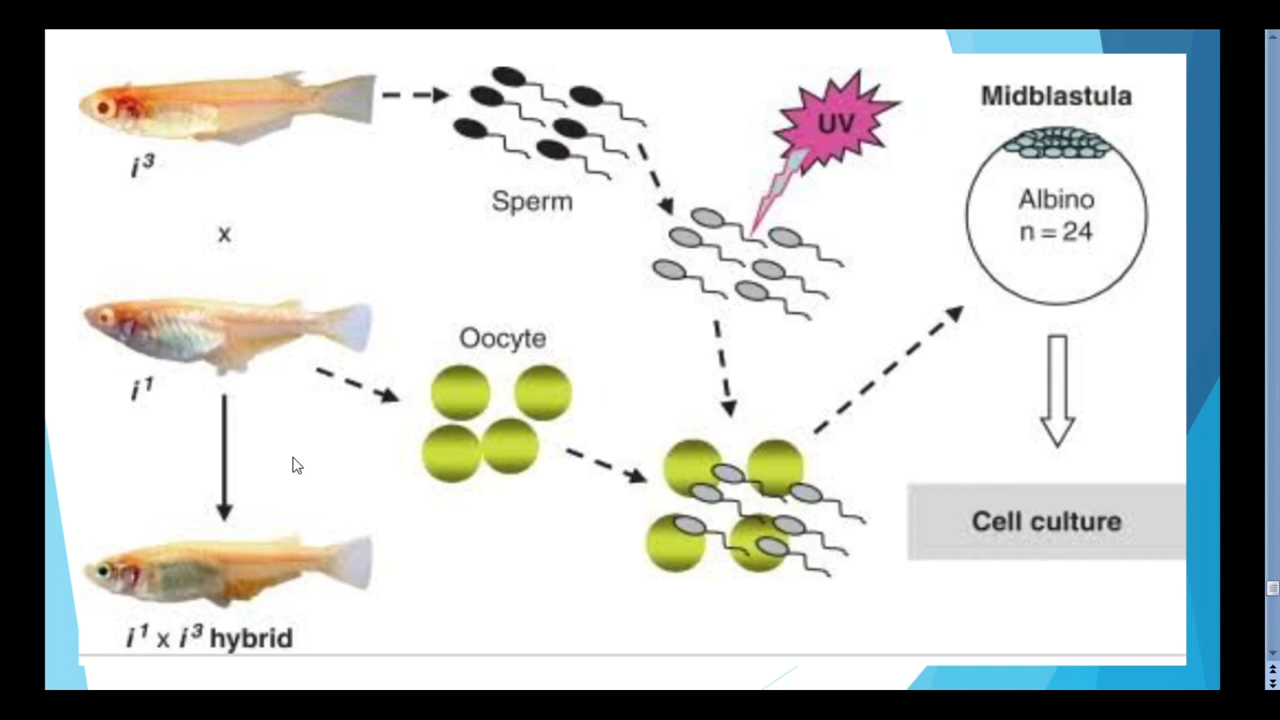 i³
x
i¹
i¹ x i³ hybrid
Sperm
UV
Oocyte
Midblastula
Albino
n = 24
Cell culture